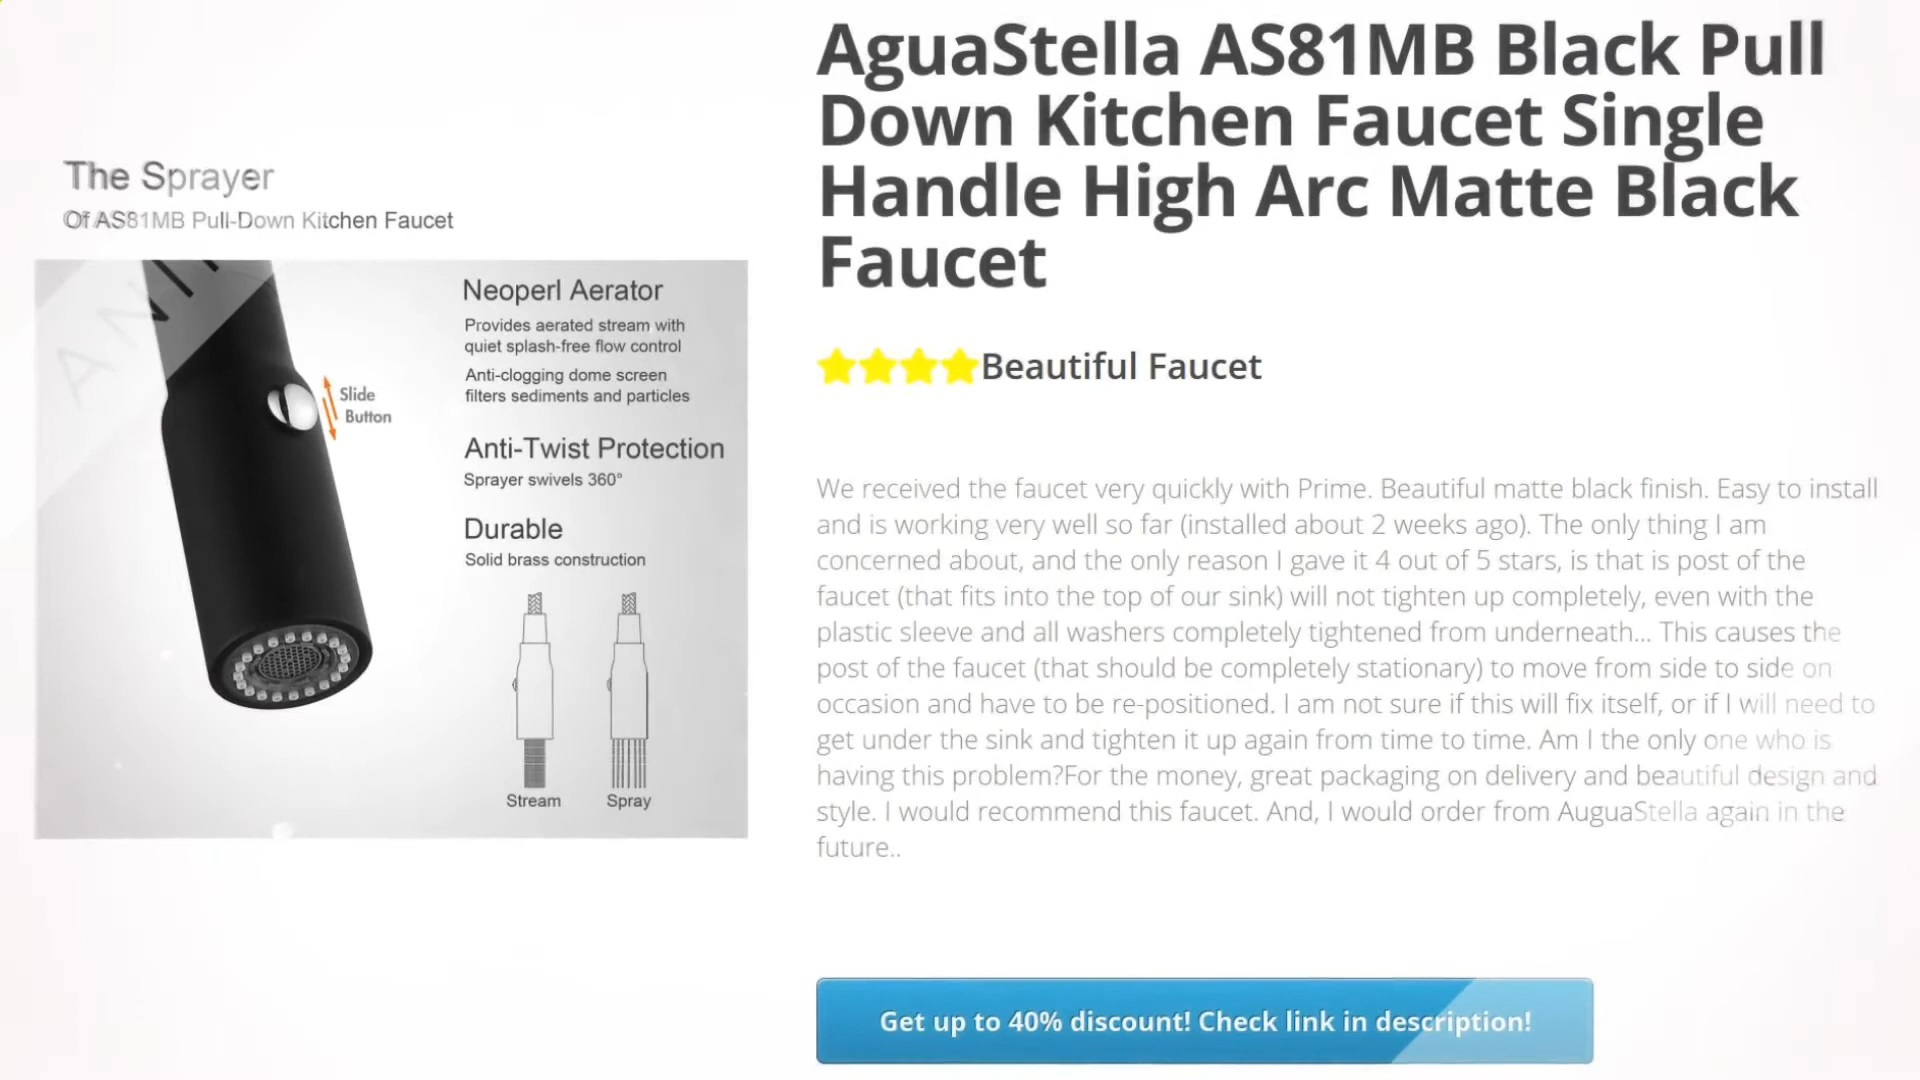 AguaStella AS81MB Black Pull
Down Kitchen Faucet Single
Handle High Arc Matte Black
Faucet
The Sprayer
Of AS81MB Pull-Down Kitchen Faucet
Neoperl Aerator
Provides aerated stream with
quiet splash-free flow control
Anti-clogging dome screen
filters sediments and particles
Slide
Button
Anti-Twist Protection
Sprayer swivels 360°
Durable
Solid brass construction
Stream
Spray
Beautiful Faucet
We received the faucet very quickly with Prime. Beautiful matte black finish. Easy to install
and is working very well so far (installed about 2 weeks ago). The only thing I am
concerned about, and the only reason I gave it 4 out of 5 stars, is that is post of the
faucet (that fits into the top of our sink) will not tighten up completely, even with the
plastic sleeve and all washers completely tightened from underneath... This causes the
post of the faucet (that should be completely stationary) to move from side to side on
occasion and have to be re-positioned. I am not sure if this will fix itself, or if I will need to
get under the sink and tighten it up again from time to time. Am I the only one who is
having this problem?For the money, great packaging on delivery and beautiful design and
style. I would recommend this faucet. And, I would order from AuguaStella again in the
future..
Get up to 40% discount! Check link in description!